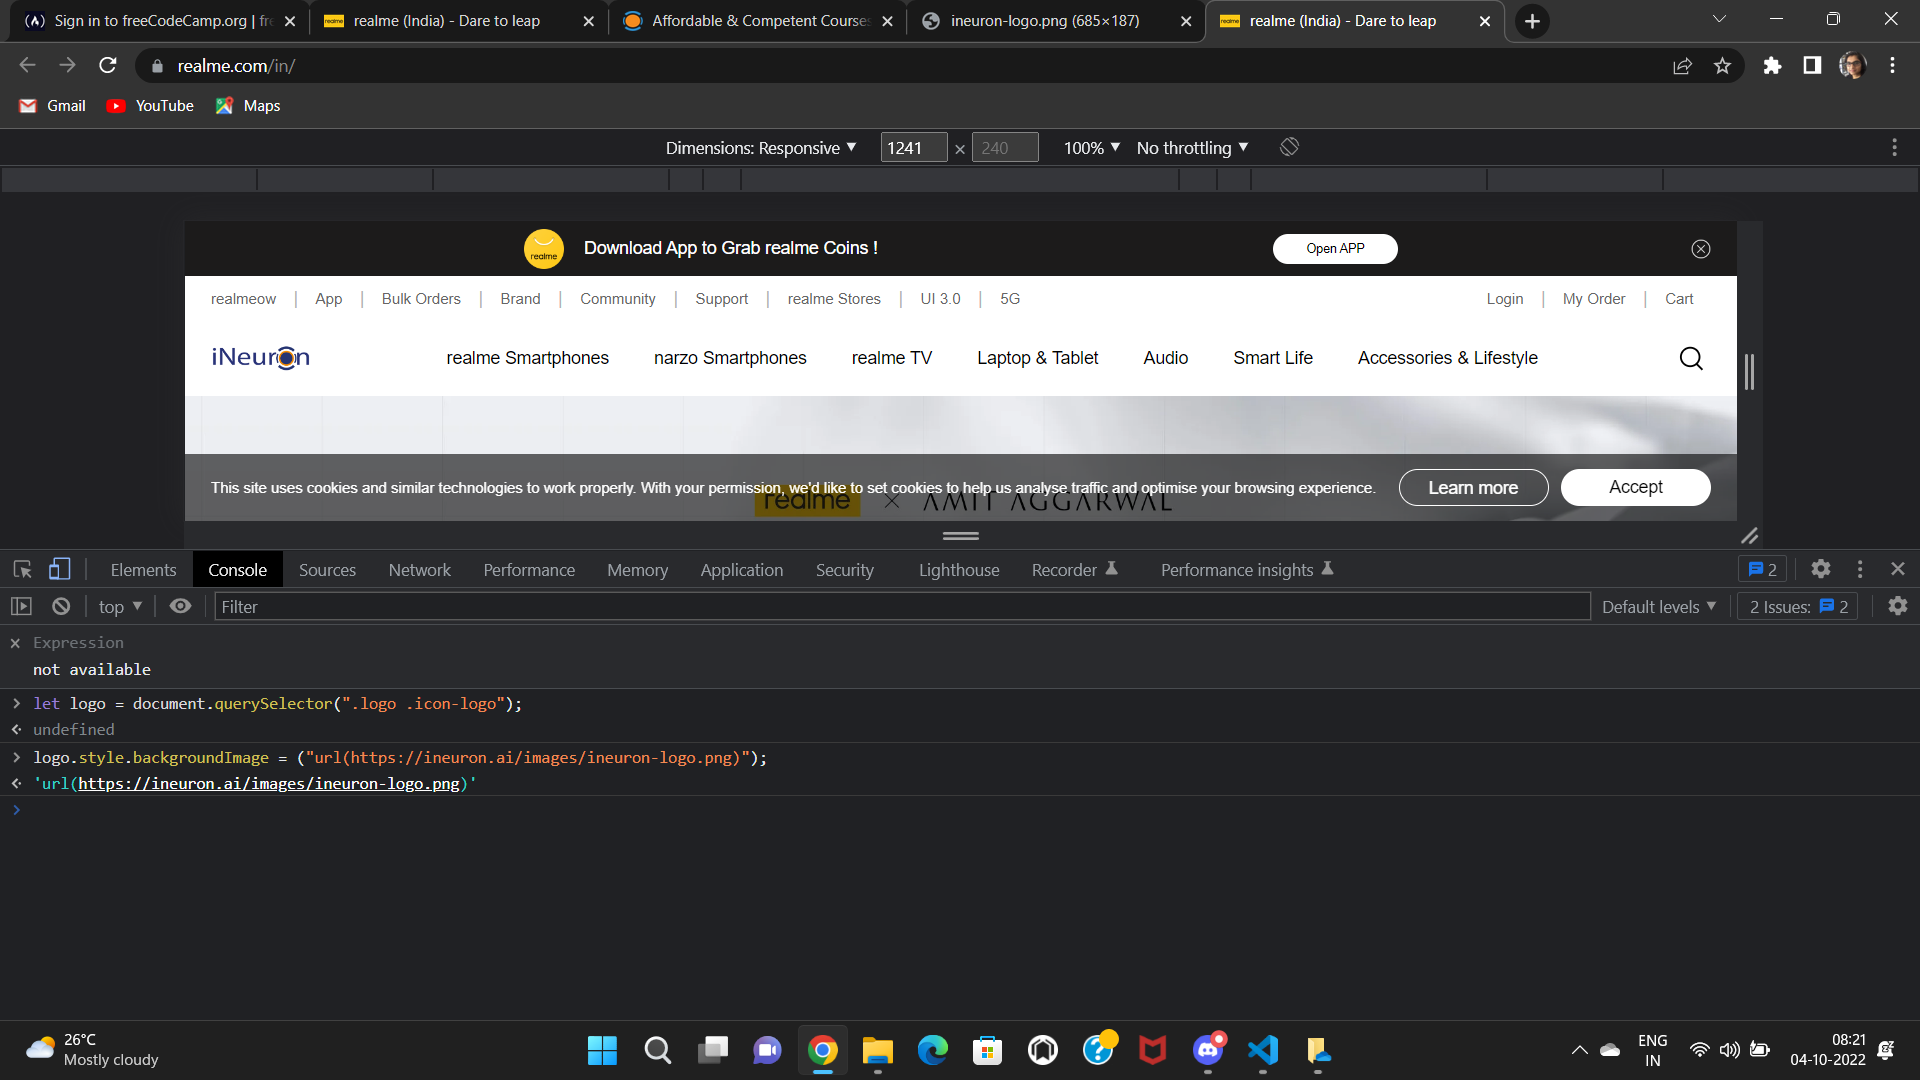 Sign in to freeCodeCamp.org | fre
realme (India) - Dare to leap
Affordable & Competent Courses
ineuron-logo.png (685×187)
realme (India) - Dare to leap
realme.com/in/
Gmail
YouTube
Maps
Dimensions: Responsive
1241
×
240
100%
No throttling
realme
Download App to Grab realme Coins !
Open APP
realmeow | App | Bulk Orders | Brand | Community | Support | realme Stores | UI 3.0 | 5G
Login | My Order | Cart
iNeuron
realme Smartphones
narzo Smartphones
realme TV
Laptop & Tablet
Audio
Smart Life
Accessories & Lifestyle
This site uses cookies and similar technologies to work properly. With your permission, we'd like to set cookies to help us analyse traffic and optimise your browsing experience.
Learn more
Accept
realme × AMIT AGGARWAL
Elements
Console
Sources
Network
Performance
Memory
Application
Security
Lighthouse
Recorder
Performance insights
2
top
Filter
Default levels
2 Issues: 2
Expression
not available
let logo = document.querySelector(".logo .icon-logo");
undefined
logo.style.backgroundImage = ("url(https://ineuron.ai/images/ineuron-logo.png)");
'url(https://ineuron.ai/images/ineuron-logo.png)'
26°C
Mostly cloudy
ENG
IN
08:21
04-10-2022